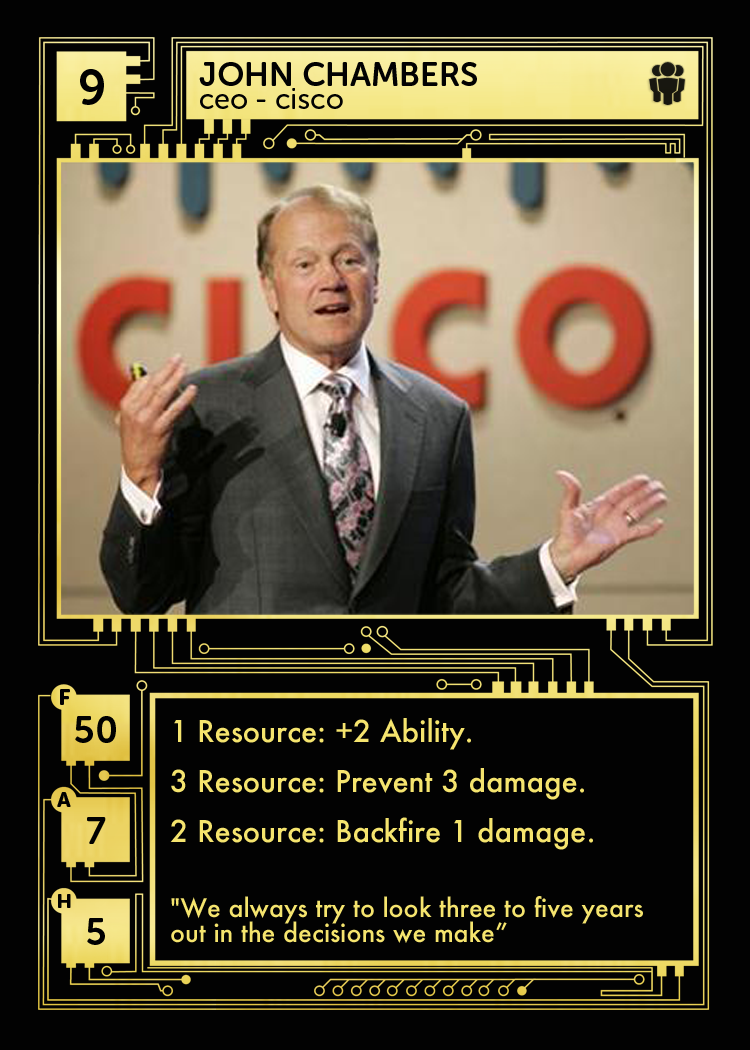 9
JOHN CHAMBERS
ceo - cisco
CISCO
F
50
1 Resource: +2 Ability.
3 Resource: Prevent 3 damage.
A
7
2 Resource: Backfire 1 damage.
H
5
"We always try to look three to five years
out in the decisions we make”